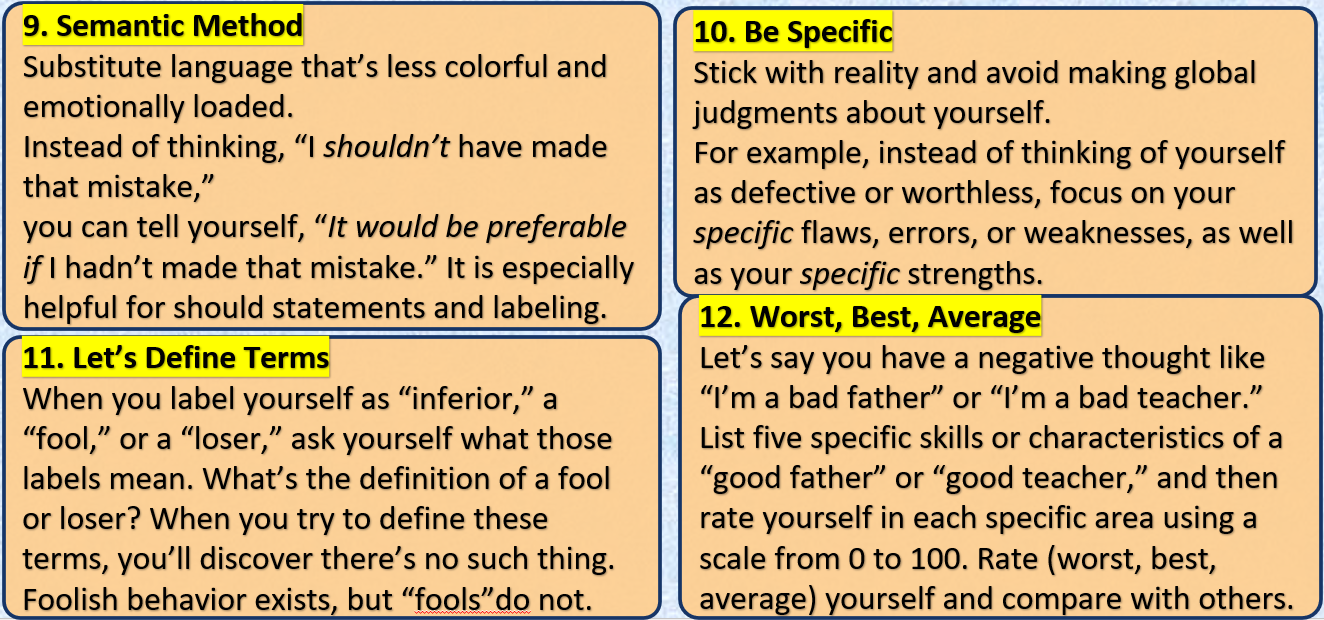 9. Semantic Method
Substitute language that’s less colorful and
emotionally loaded.
Instead of thinking, “I shouldn’t have made
that mistake,”
you can tell yourself, “It would be preferable
if I hadn’t made that mistake.” It is especially
helpful for should statements and labeling.
10. Be Specific
Stick with reality and avoid making global
judgments about yourself.
For example, instead of thinking of yourself
as defective or worthless, focus on your
specific flaws, errors, or weaknesses, as well
as your specific strengths.
11. Let’s Define Terms
When you label yourself as “inferior,” a
“fool,” or a “loser,” ask yourself what those
labels mean. What’s the definition of a fool
or loser? When you try to define these
terms, you’ll discover there’s no such thing.
Foolish behavior exists, but “fools”do not.
12. Worst, Best, Average
Let’s say you have a negative thought like
“I’m a bad father” or “I’m a bad teacher.”
List five specific skills or characteristics of a
“good father” or “good teacher,” and then
rate yourself in each specific area using a
scale from 0 to 100. Rate (worst, best,
average) yourself and compare with others.